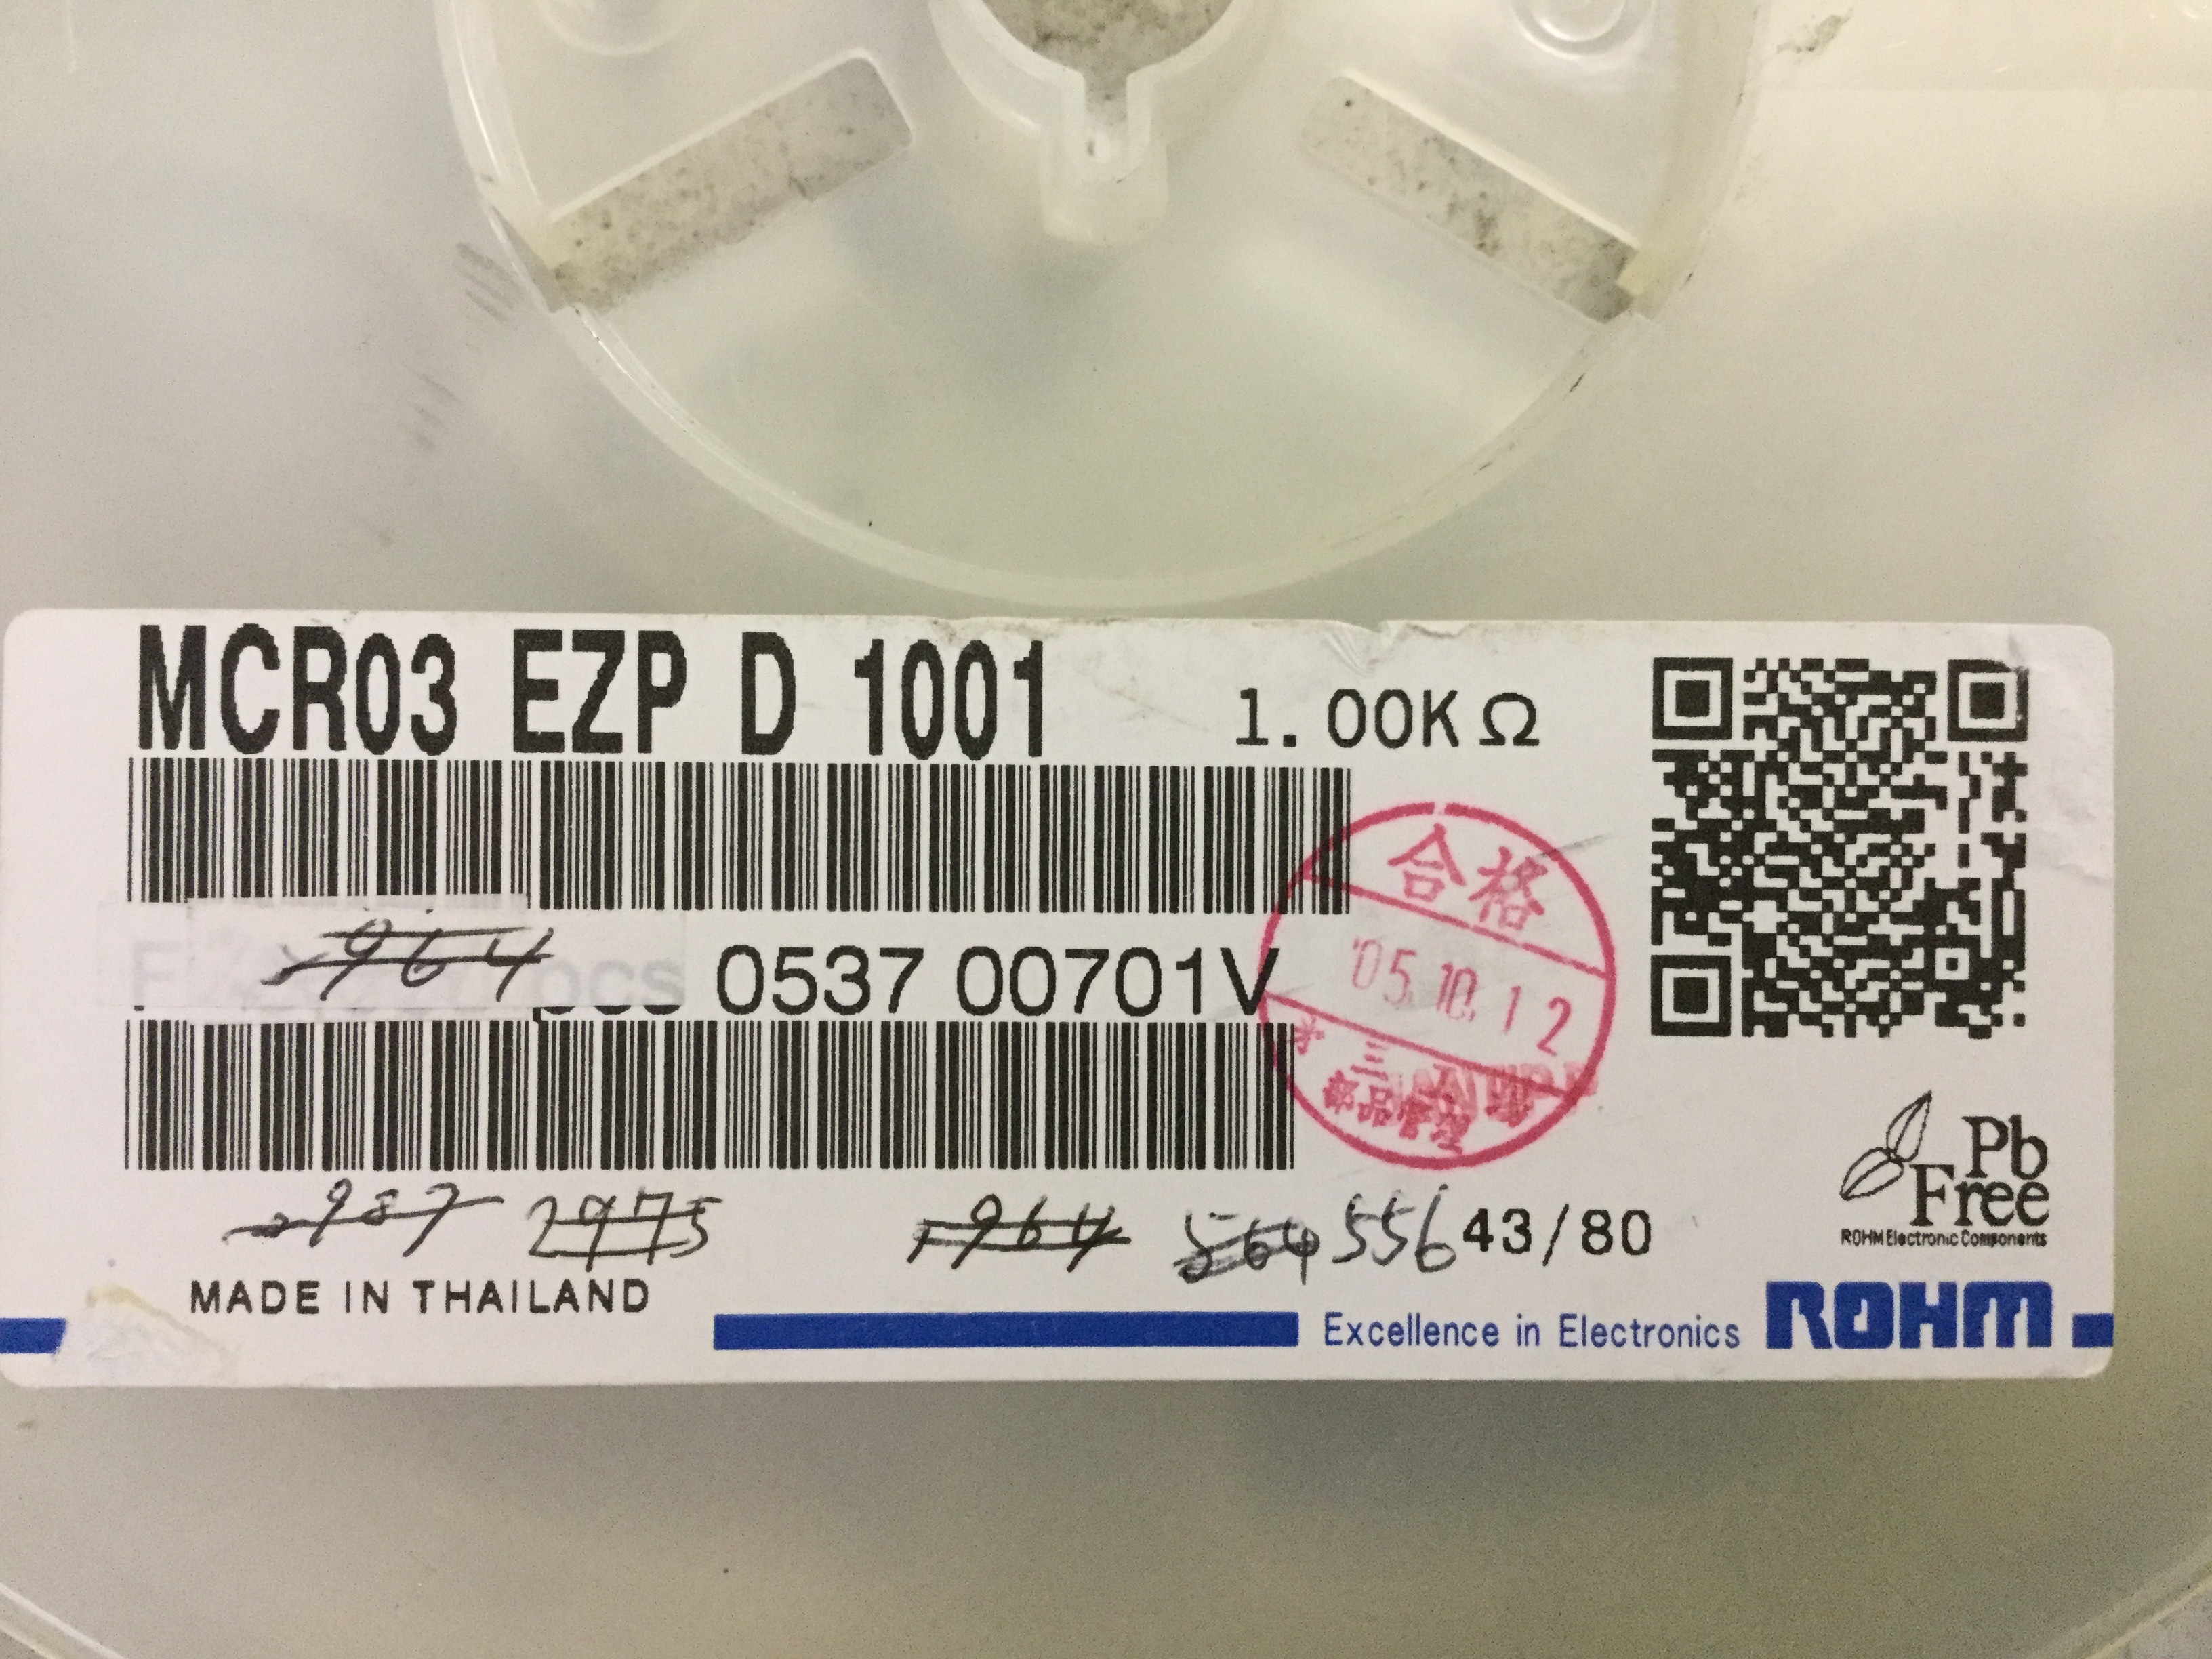 MCR03 EZP D 1001 1.00KΩ
合格
'05.10.12
964 0537 00701V
部品管理
987 2975 1964 564 556 43/80
Pb
Free
ROHM Electronic Components
MADE IN THAILAND
Excellence in Electronics ROHM